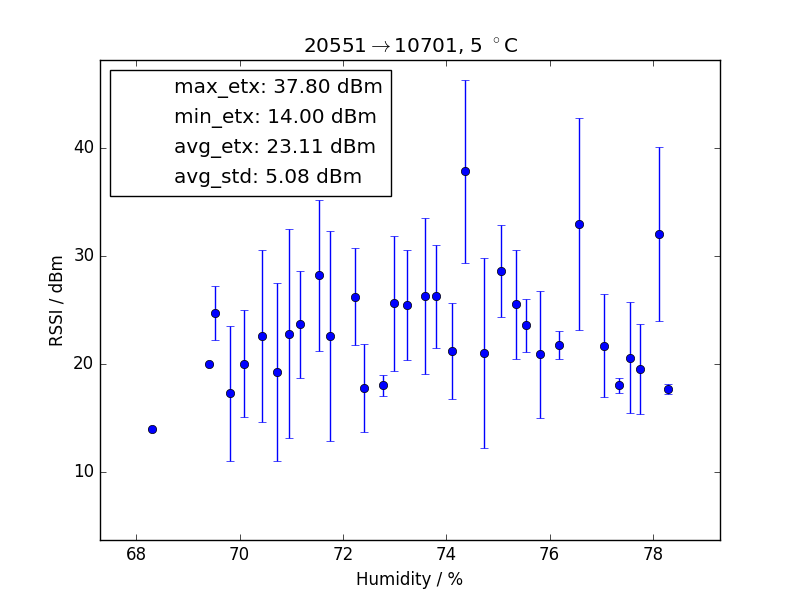 20551→10701, 5 °C
max_etx: 37.80 dBm
min_etx: 14.00 dBm
avg_etx: 23.11 dBm
avg_std: 5.08 dBm
RSSI / dBm
40
30
20
10
68 70 72 74 76 78
Humidity / %